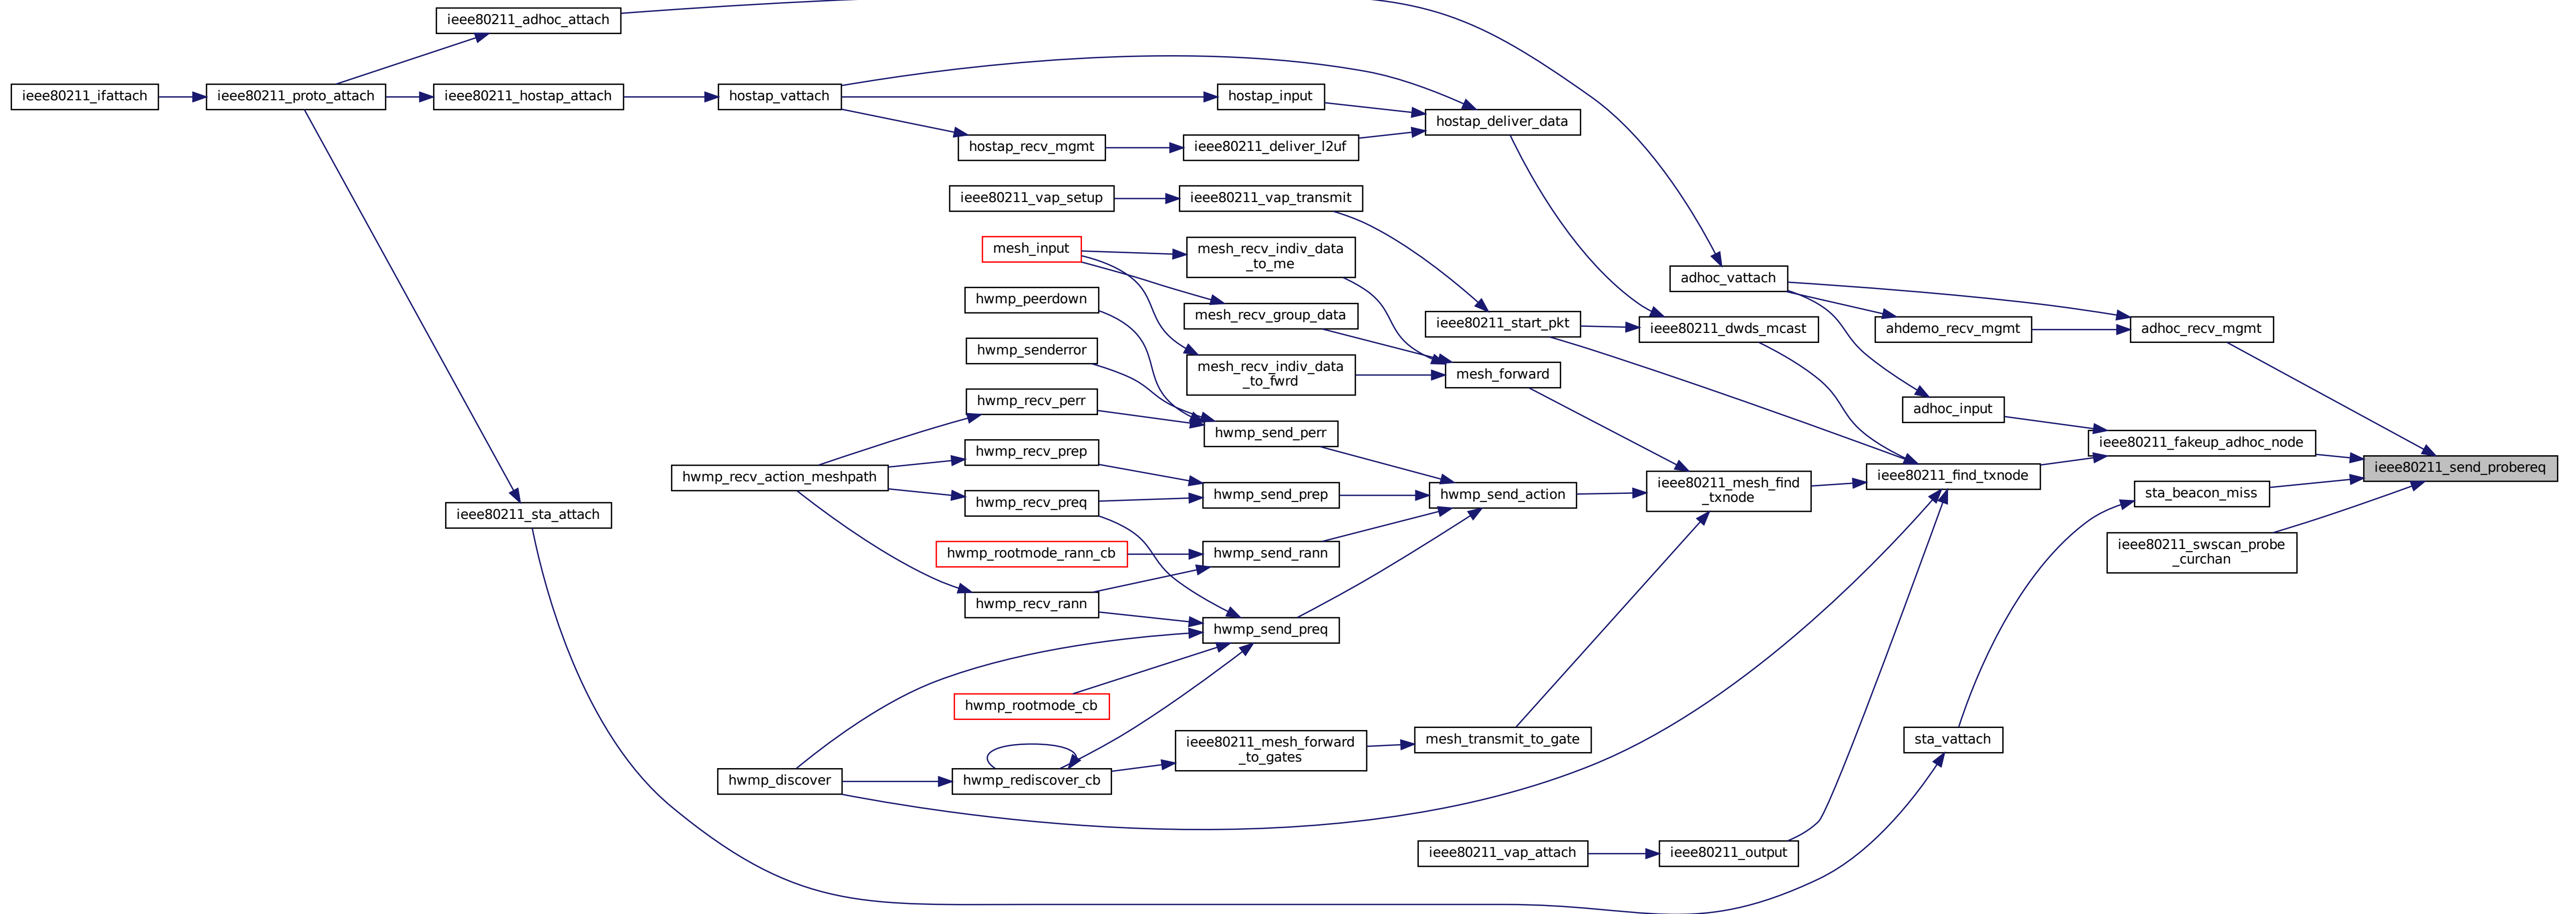 ieee80211_adhoc_attach
ieee80211_ifattach
ieee80211_proto_attach
ieee80211_hostap_attach
hostap_vattach
hostap_input
hostap_deliver_data
hostap_recv_mgmt
ieee80211_deliver_l2uf
ieee80211_vap_setup
ieee80211_vap_transmit
mesh_input
mesh_recv_indiv_data
_to_me
adhoc_vattach
hwmp_peerdown
mesh_recv_group_data
ieee80211_start_pkt
ieee80211_dwds_mcast
ahdemo_recv_mgmt
adhoc_recv_mgmt
hwmp_senderror
mesh_recv_indiv_data
_to_fwrd
mesh_forward
hwmp_recv_perr
adhoc_input
hwmp_send_perr
ieee80211_fakeup_adhoc_node
hwmp_recv_prep
ieee80211_send_probereq
hwmp_recv_action_meshpath
ieee80211_find_txnode
ieee80211_mesh_find
_txnode
hwmp_send_action
hwmp_send_prep
sta_beacon_miss
hwmp_recv_preq
ieee80211_sta_attach
hwmp_rootmode_rann_cb
hwmp_send_rann
ieee80211_swscan_probe
_curchan
hwmp_recv_rann
hwmp_send_preq
hwmp_rootmode_cb
ieee80211_mesh_forward
_to_gates
mesh_transmit_to_gate
sta_vattach
hwmp_discover
hwmp_rediscover_cb
ieee80211_vap_attach
ieee80211_output